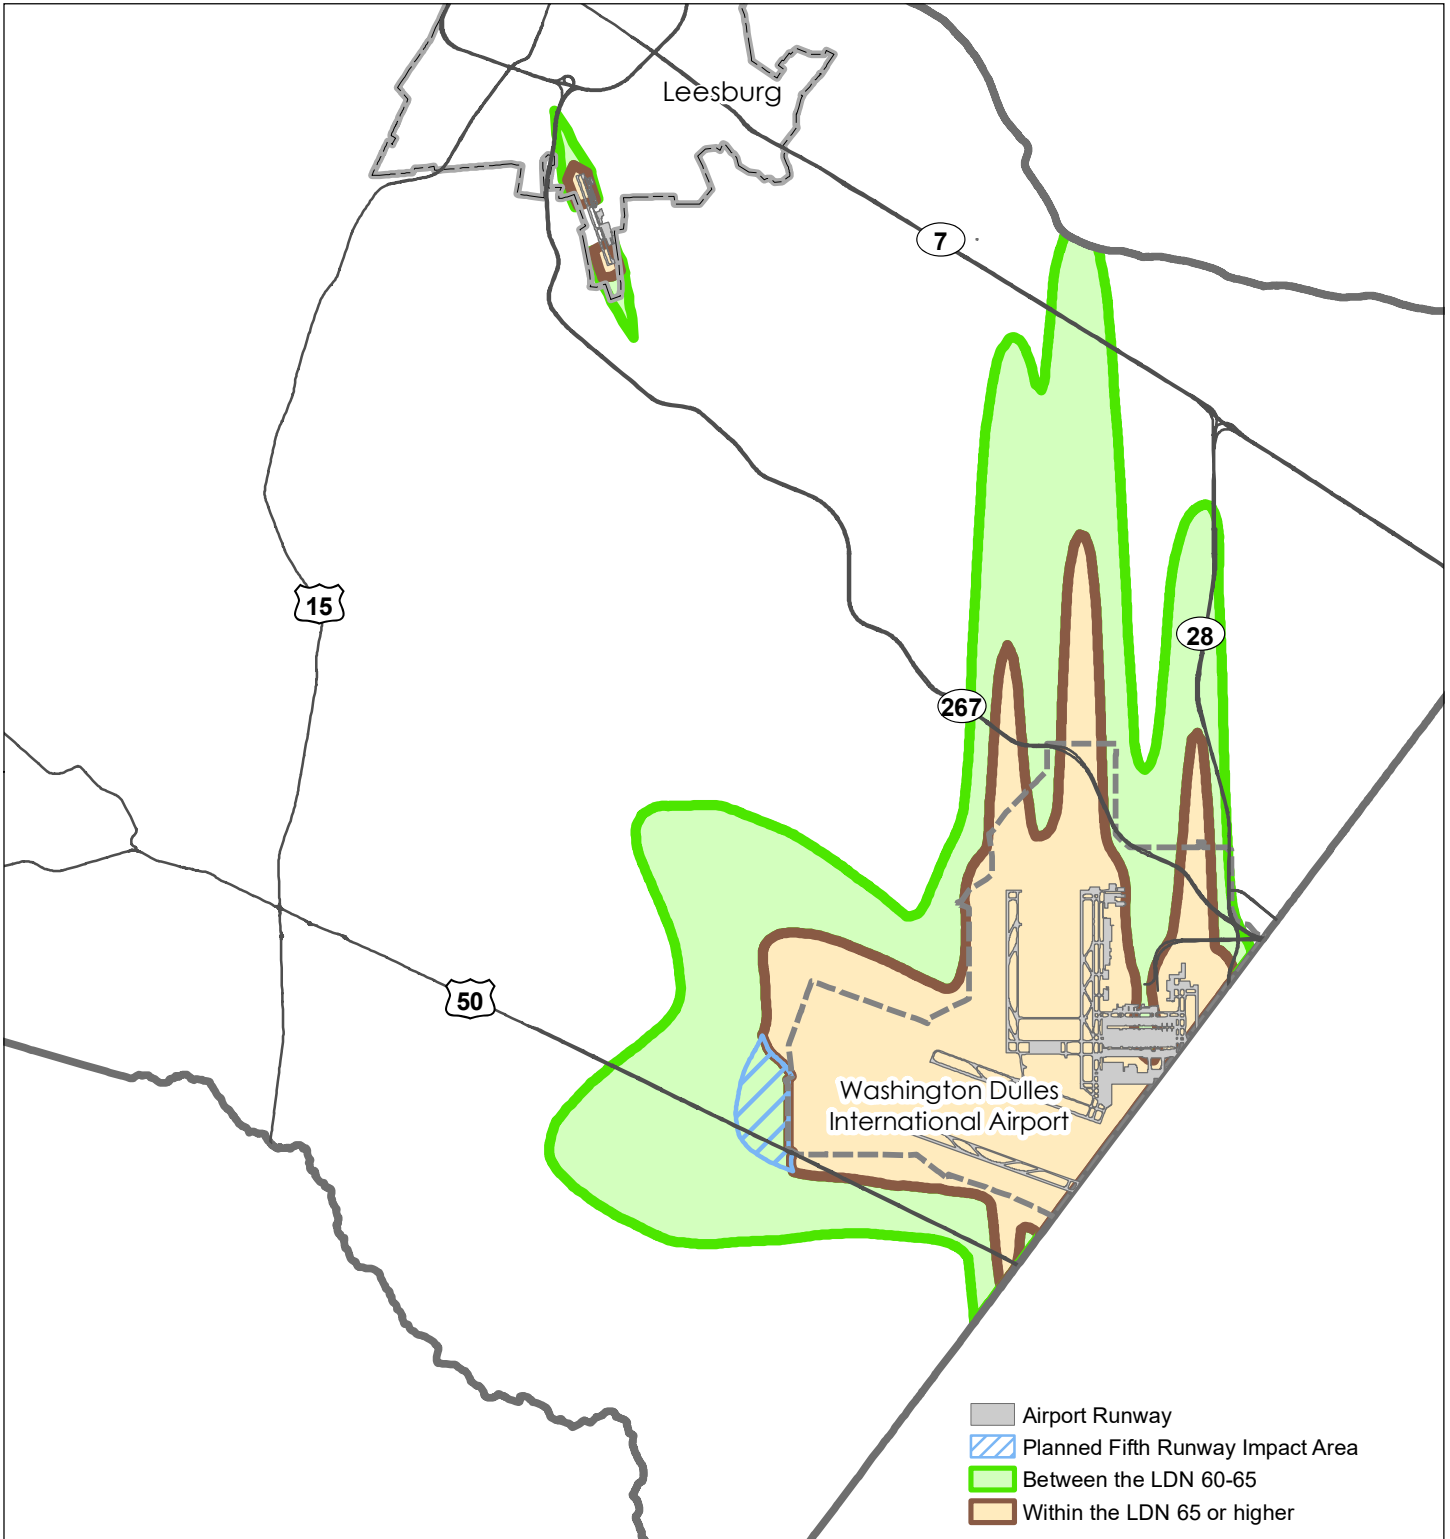 Leesburg
7
15
28
267
50
Washington Dulles
International Airport
Airport Runway
Planned Fifth Runway Impact Area
Between the LDN 60-65
Within the LDN 65 or higher